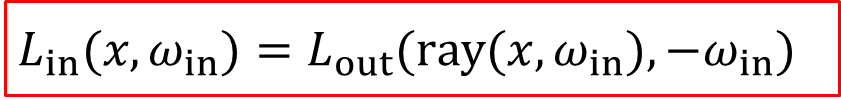 L_in(x, ω_in) = L_out(ray(x, ω_in), −ω_in)